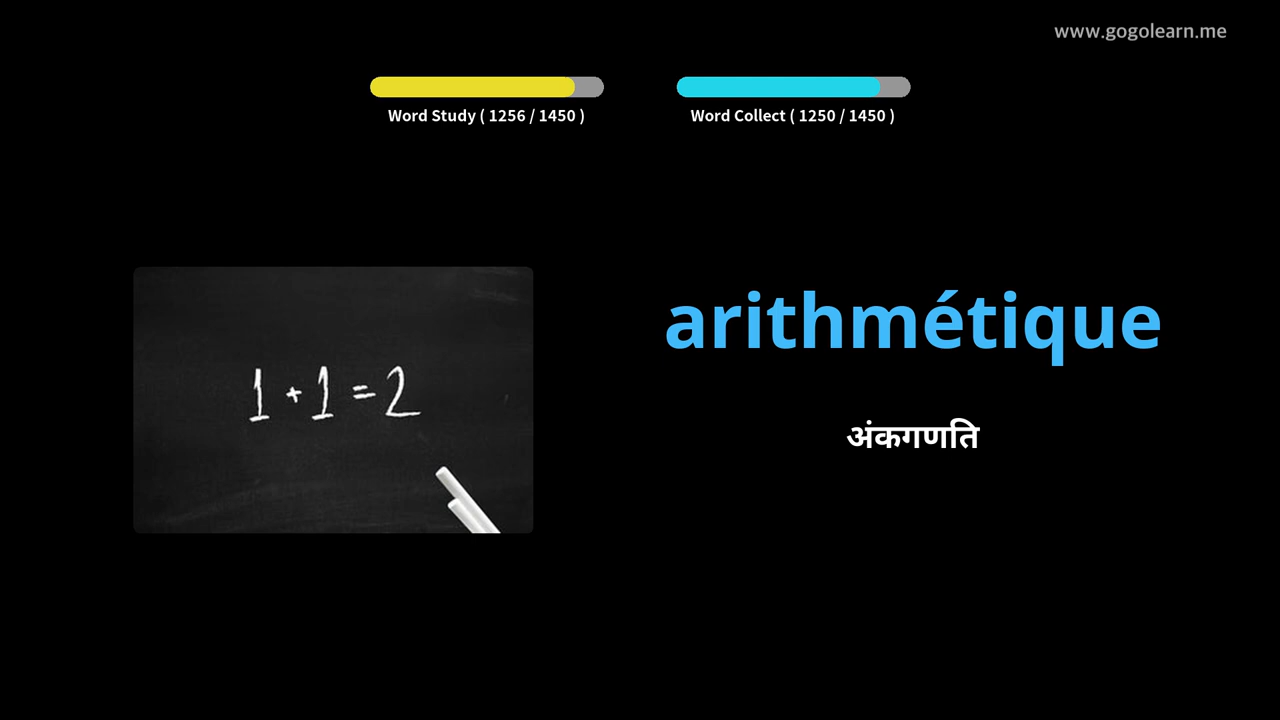 www.gogolearn.me
Word Study ( 1256 / 1450 )
Word Collect ( 1250 / 1450 )
1 + 1 = 2
arithmétique
अंकगणति